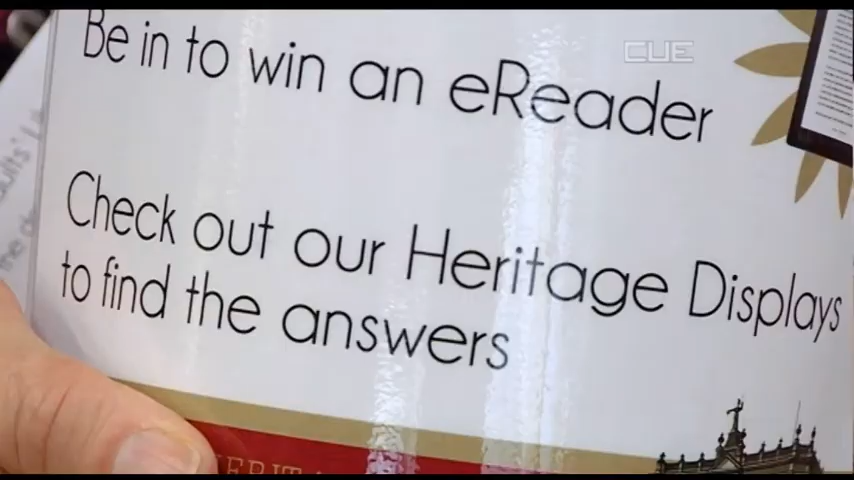 CUE
Be in to win an eReader
Check out our Heritage Displays
to find the answers